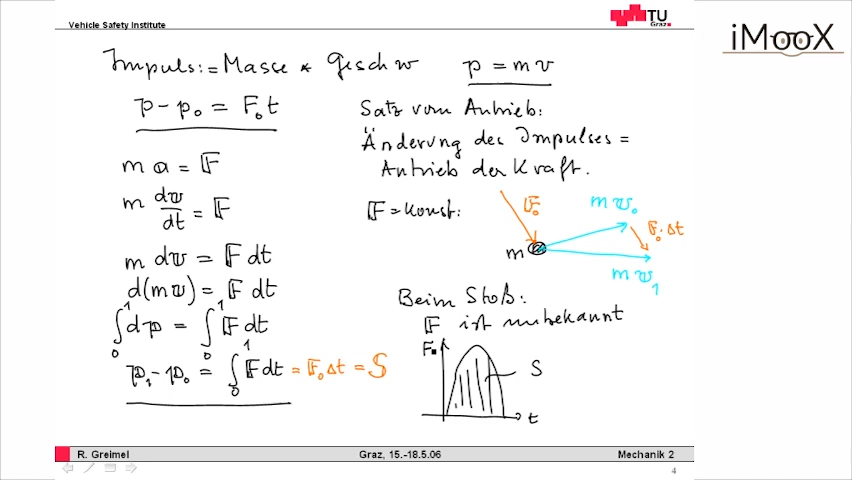 Vehicle Safety Institute
TU
Graz
iMooX
Impuls:= Masse * Geschw p = m v
p - p₀ = F₀ t
Satz vom Antrieb:
Änderung des Impulses =
Antrieb der Kraft.
m a = F
m dv/dt = F
m dv = F dt
d(mv) = F dt
∫₀¹ dp = ∫₀¹ F dt
p₁ - p₀ = ∫₀¹ F dt = F₀ Δt = S
F = konst:
F₀
m v₀
F₀·Δt
m
m v₁
Beim Stoß:
F ist unbekannt
F
S
t
R. Greimel Graz, 15.-18.5.06 Mechanik 2
4